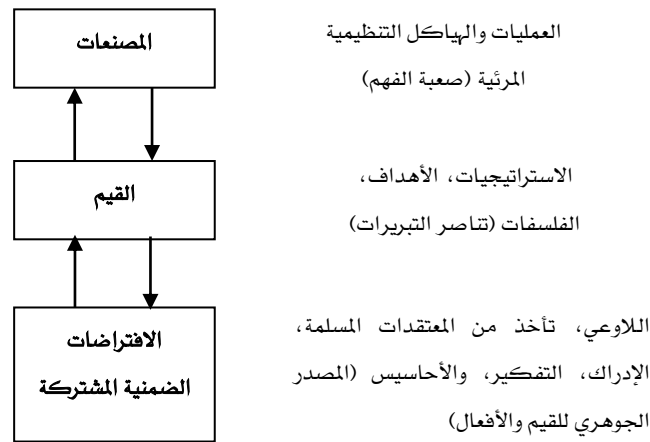 المصنعات
العمليات والهياكل التنظيمية
المرئية (صعبة الفهم)
القيم
الاستراتيجيات، الأهداف،
الفلسفات (تناصر التبريرات)
الافتراضات
الضمنية المشتركة
اللاوعي، تأخذ من المعتقدات المسلمة،
الإدراك، التفكير، والأحاسيس (المصدر
الجوهري للقيم والأفعال)